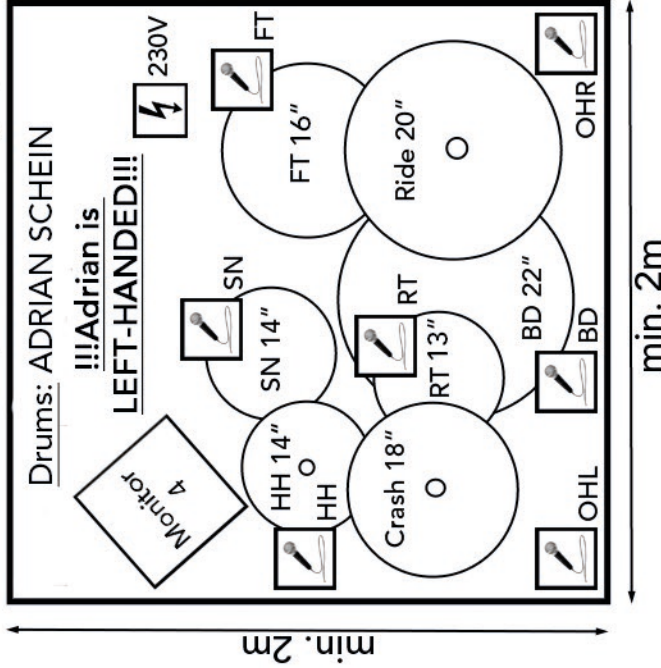 Drums: ADRIAN SCHEIN
!!!Adrian is
LEFT-HANDED!!!
230V
Monitor
4
FT
FT 16"
SN
SN 14"
HH 14"
HH
RT
RT 13"
Ride 20"
Crash 18"
BD 22"
BD
OHL
OHR
min. 2m
min. 2m